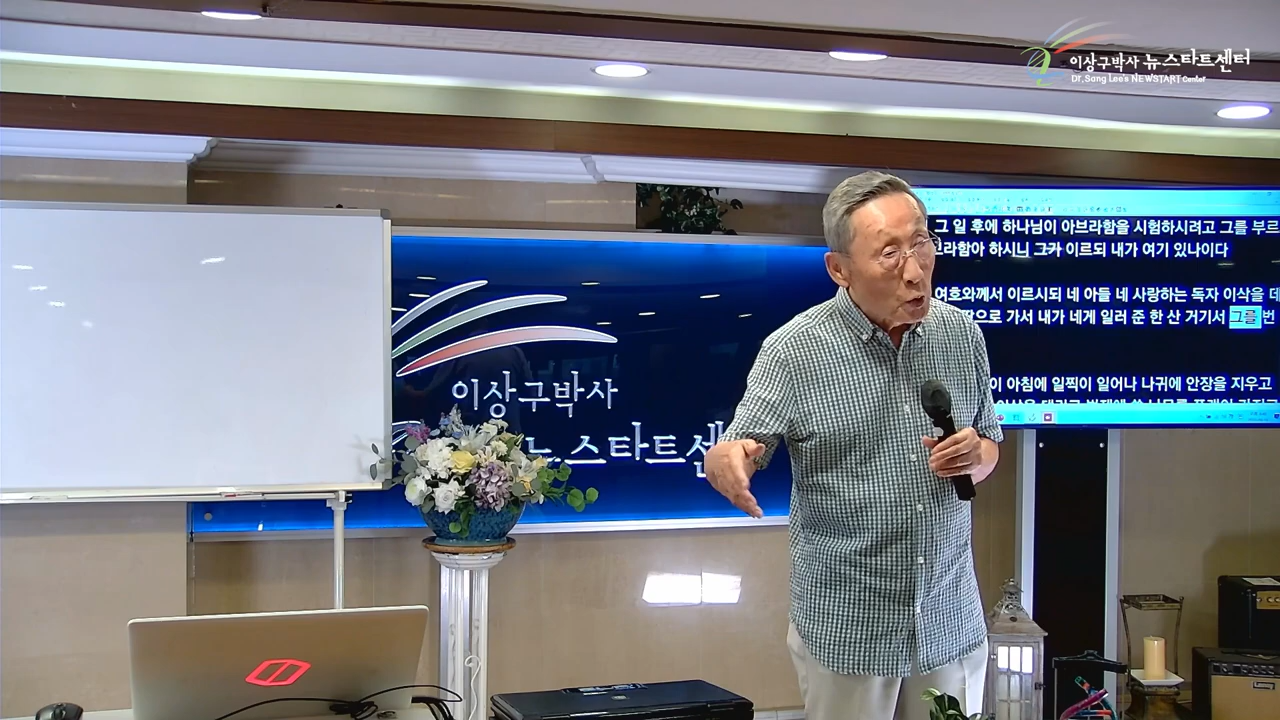 이상구박사 뉴스타트센터
Dr. Sang Lee's NEWSTART Center
그 일 후에 하나님이 아브라함을 시험하시려고 그를 부르
라함아 하시니 그가 이르되 내가 여기 있나이다
여호와께서 이르시되 네 아들 네 사랑하는 독자 이삭을 데
땅으로 가서 내가 네게 일러 준 한 산 거기서 그를 번
이 아침에 일찍이 일어나 나귀에 안장을 지우고
이상구박사
뉴스타트센